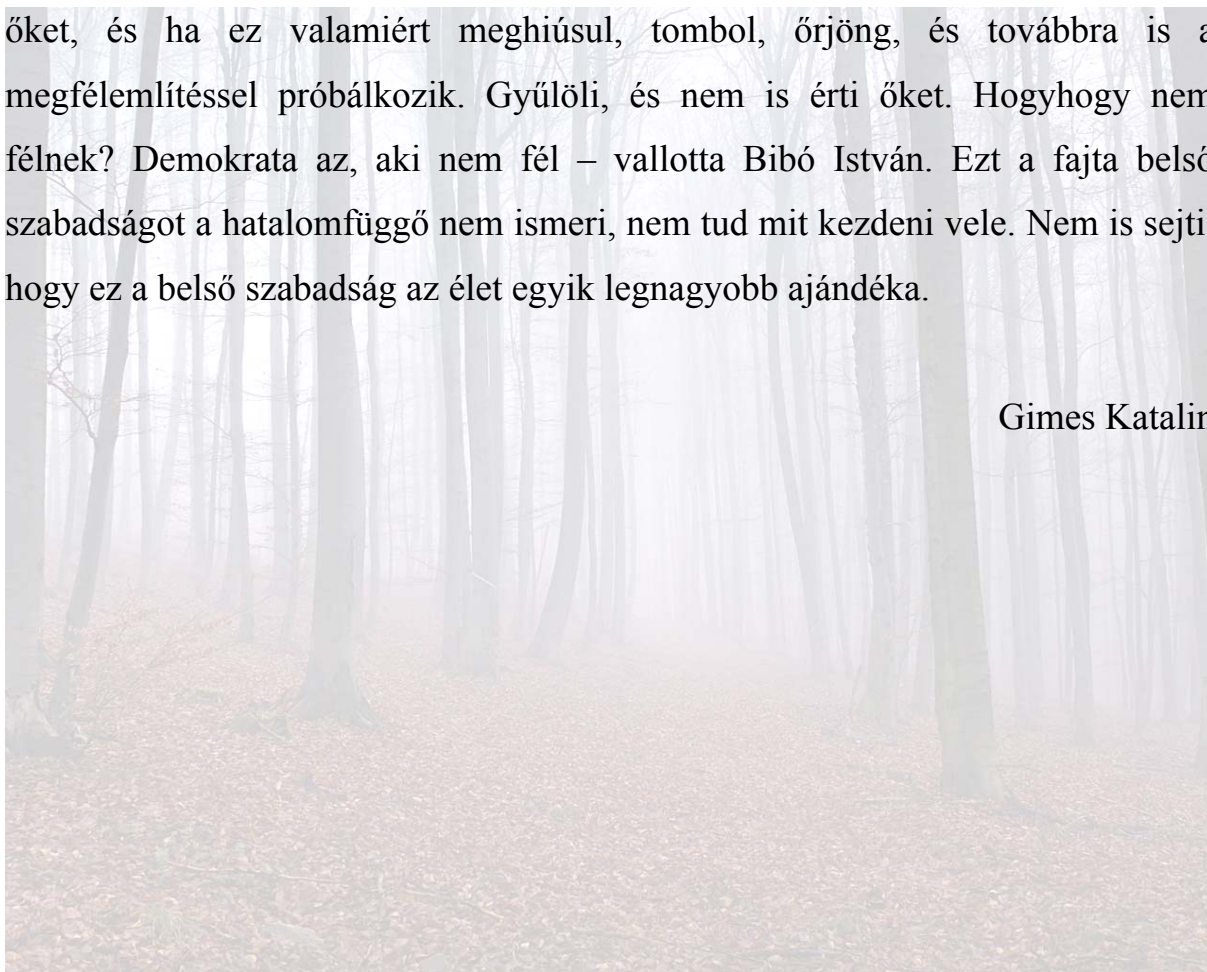 őket, és ha ez valamiért meghiúsul, tombol, őrjöng, és továbbra is a
megfélemlítéssel próbálkozik. Gyűlöli, és nem is érti őket. Hogyhogy nem
félnek? Demokrata az, aki nem fél – vallotta Bibó István. Ezt a fajta belső
szabadságot a hatalomfüggő nem ismeri, nem tud mit kezdeni vele. Nem is sejti,
hogy ez a belső szabadság az élet egyik legnagyobb ajándéka.
Gimes Katalin